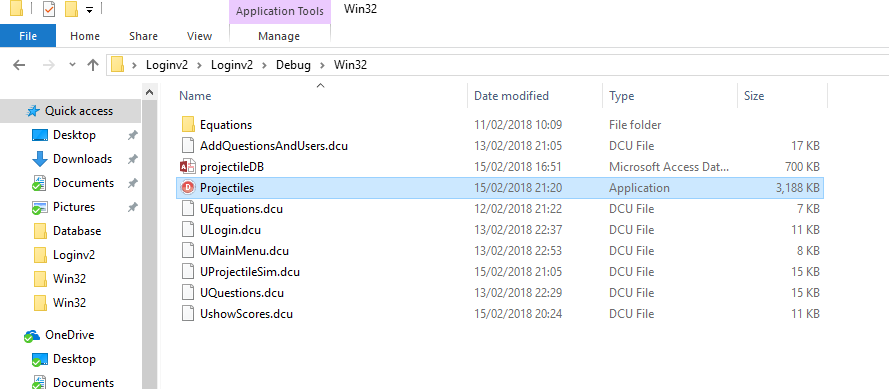 Application Tools Win32
File Home Share View Manage
Loginv2 Loginv2 Debug Win32
Name Date modified Type Size
Quick access
Desktop
Downloads
Documents
Pictures
Database
Loginv2
Win32
Win32
OneDrive
Desktop
Documents
Equations 11/02/2018 10:09 File folder
AddQuestionsAndUsers.dcu 13/02/2018 21:05 DCU File 17 KB
projectileDB 15/02/2018 16:51 Microsoft Access Dat... 700 KB
Projectiles 15/02/2018 21:20 Application 3,188 KB
UEquations.dcu 12/02/2018 21:22 DCU File 7 KB
ULogin.dcu 13/02/2018 22:37 DCU File 11 KB
UMainMenu.dcu 13/02/2018 22:53 DCU File 8 KB
UProjectileSim.dcu 15/02/2018 21:05 DCU File 15 KB
UQuestions.dcu 13/02/2018 22:29 DCU File 15 KB
UshowScores.dcu 15/02/2018 20:24 DCU File 11 KB